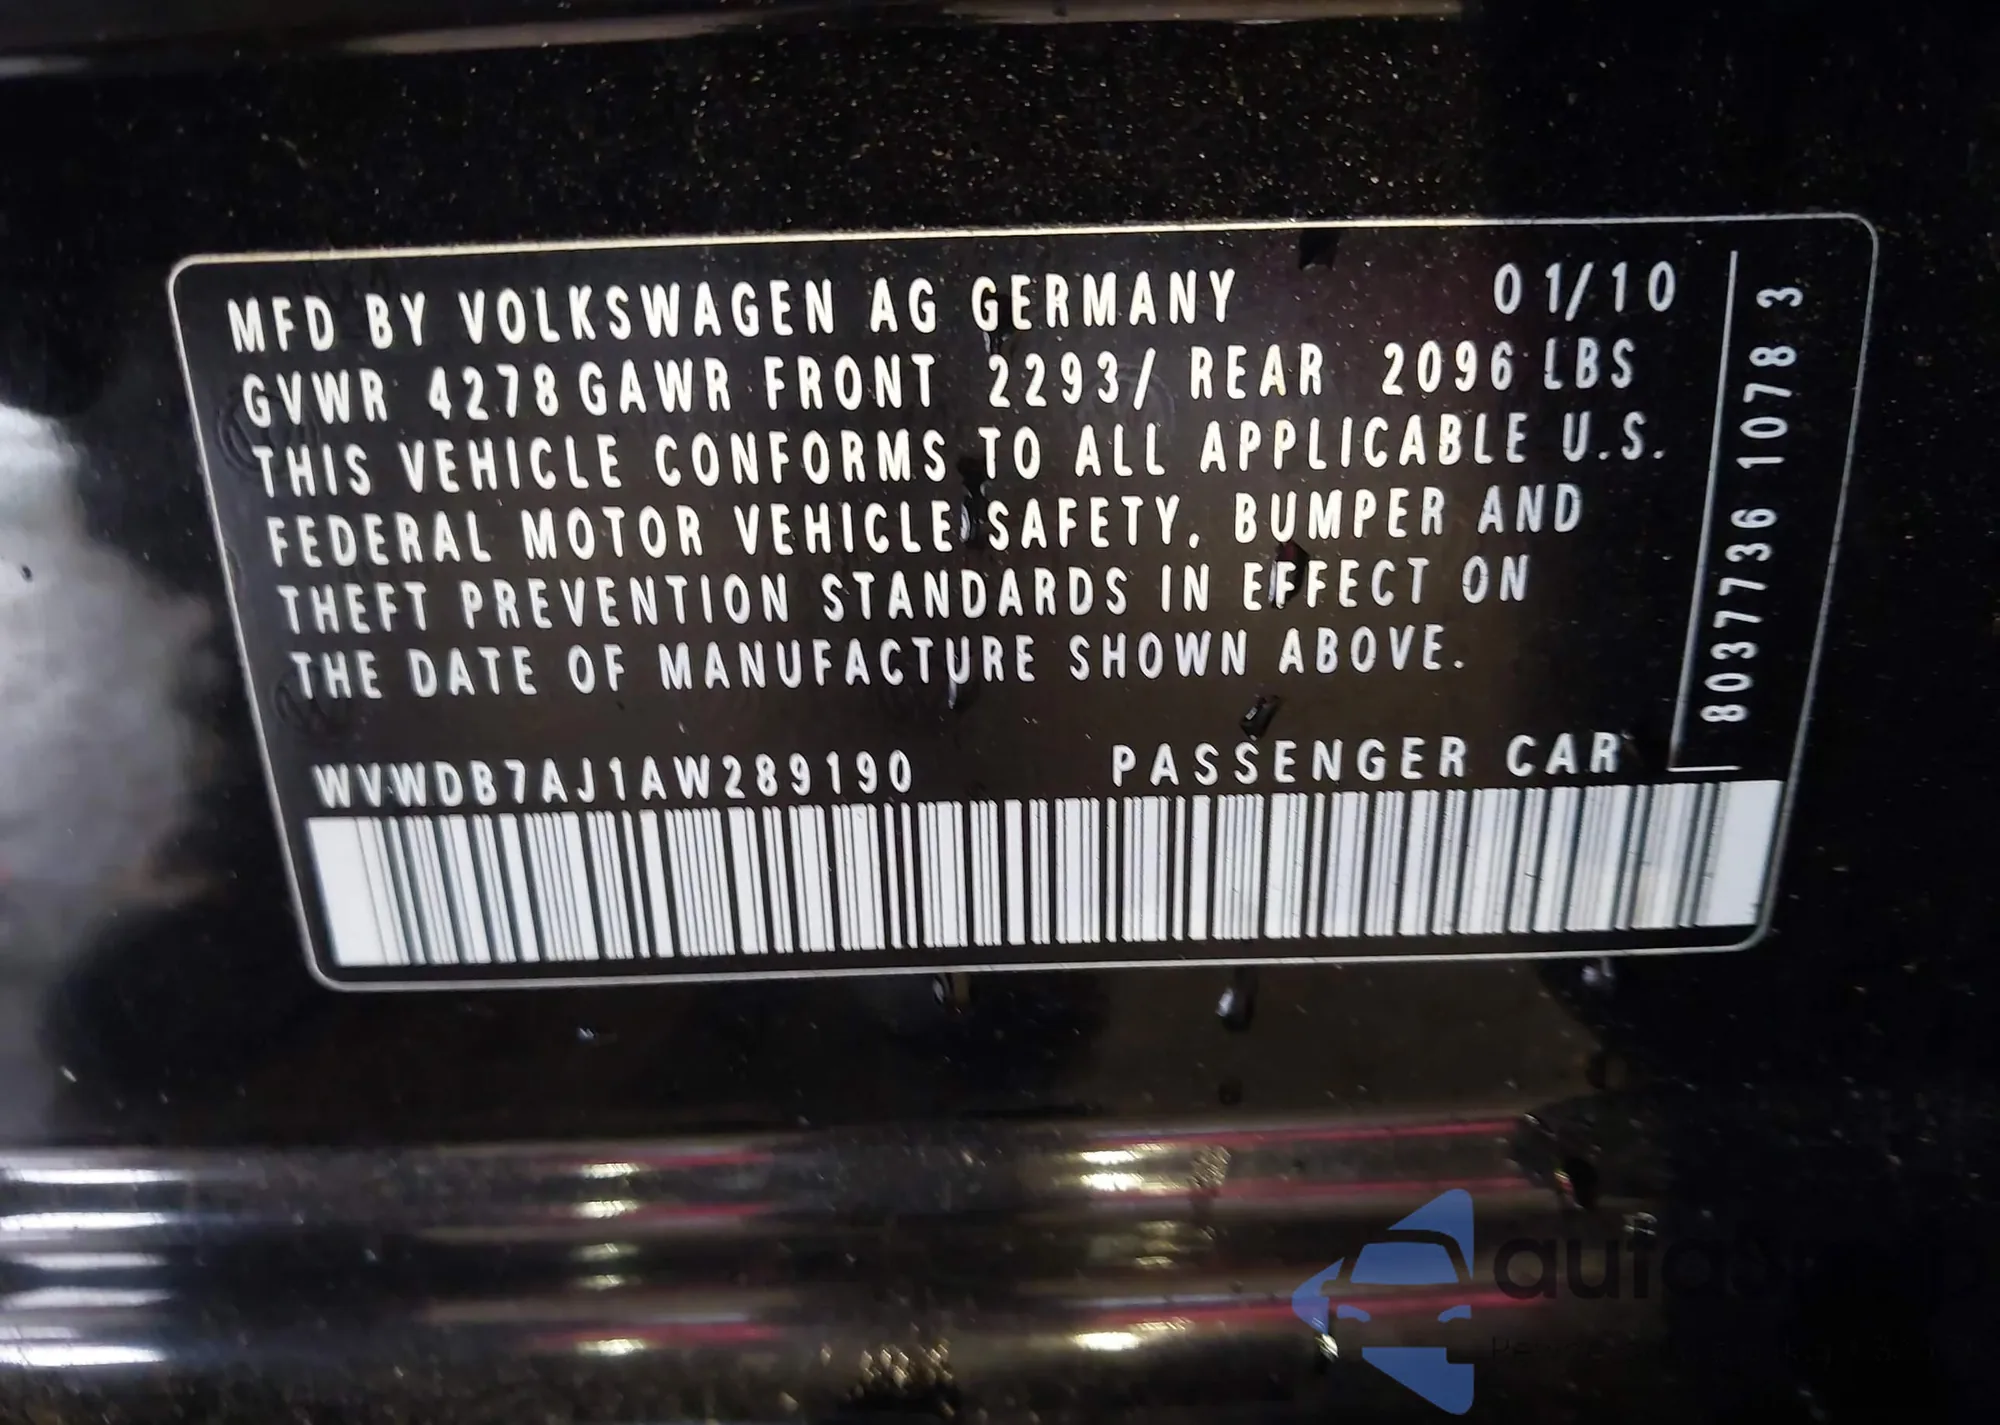 MFD BY VOLKSWAGEN AG GERMANY 01/10
GVWR 4278 GAWR FRONT 2293/ REAR 2096 LBS
THIS VEHICLE CONFORMS TO ALL APPLICABLE U.S.
FEDERAL MOTOR VEHICLE SAFETY, BUMPER AND
THEFT PREVENTION STANDARDS IN EFFECT ON
THE DATE OF MANUFACTURE SHOWN ABOVE.
WVWDB7AJ1AW289190 PASSENGER CAR
8037736 1078 3